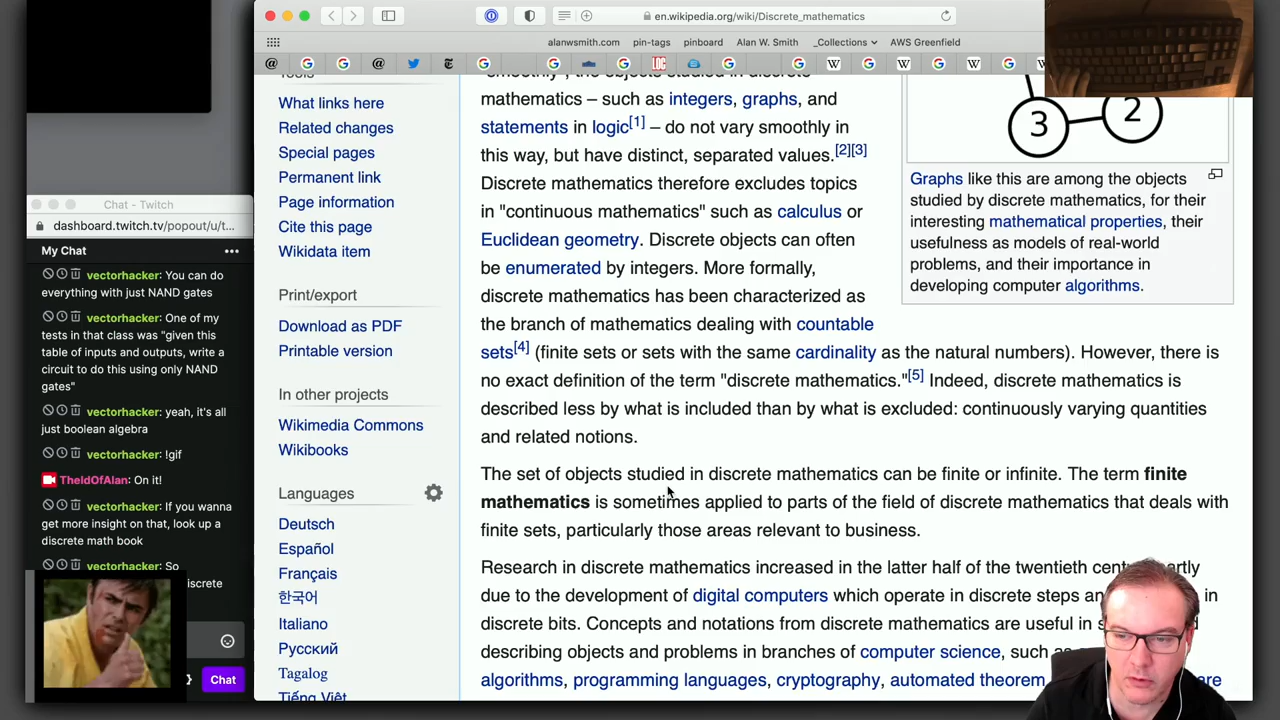 en.wikipedia.org/wiki/Discrete_mathematics
alanwsmith.com pin-tags pinboard Alan W. Smith _Collections AWS Greenfield
Tools
What links here
Related changes
Special pages
Permanent link
Page information
Cite this page
Wikidata item
Print/export
Download as PDF
Printable version
In other projects
Wikimedia Commons
Wikibooks
Languages
Deutsch
Español
Français
한국어
Italiano
Русский
Tagalog
Tiếng Việt
"smoothly", the objects studied in discrete
mathematics – such as integers, graphs, and
statements in logic[1] – do not vary smoothly in
this way, but have distinct, separated values.[2][3]
Discrete mathematics therefore excludes topics
in "continuous mathematics" such as calculus or
Euclidean geometry. Discrete objects can often
be enumerated by integers. More formally,
discrete mathematics has been characterized as
the branch of mathematics dealing with countable
sets[4] (finite sets or sets with the same cardinality as the natural numbers). However, there is
no exact definition of the term "discrete mathematics."[5] Indeed, discrete mathematics is
described less by what is included than by what is excluded: continuously varying quantities
and related notions.
The set of objects studied in discrete mathematics can be finite or infinite. The term finite
mathematics is sometimes applied to parts of the field of discrete mathematics that deals with
finite sets, particularly those areas relevant to business.
Research in discrete mathematics increased in the latter half of the twentieth
due to the development of digital computers which operate in discrete steps in
discrete bits. Concepts and notations from discrete mathematics are useful in
describing objects and problems in branches of computer science, such
algorithms, programming languages, cryptography, automated theorem
3
2
Graphs like this are among the objects
studied by discrete mathematics, for their
interesting mathematical properties, their
usefulness as models of real-world
problems, and their importance in
developing computer algorithms.
Chat - Twitch
dashboard.twitch.tv/popout/u/t...
My Chat
vectorhacker: You can do
everything with just NAND gates
vectorhacker: One of my
tests in that class was "given this
table of inputs and outputs, write a
circuit to do this using only NAND
gates"
vectorhacker: yeah, it's all
just boolean algebra
vectorhacker: !gif
TheIdOfAlan: On it!
vectorhacker: If you wanna
get more insight on that, look up a
discrete math book
vectorhacker: So
Chat